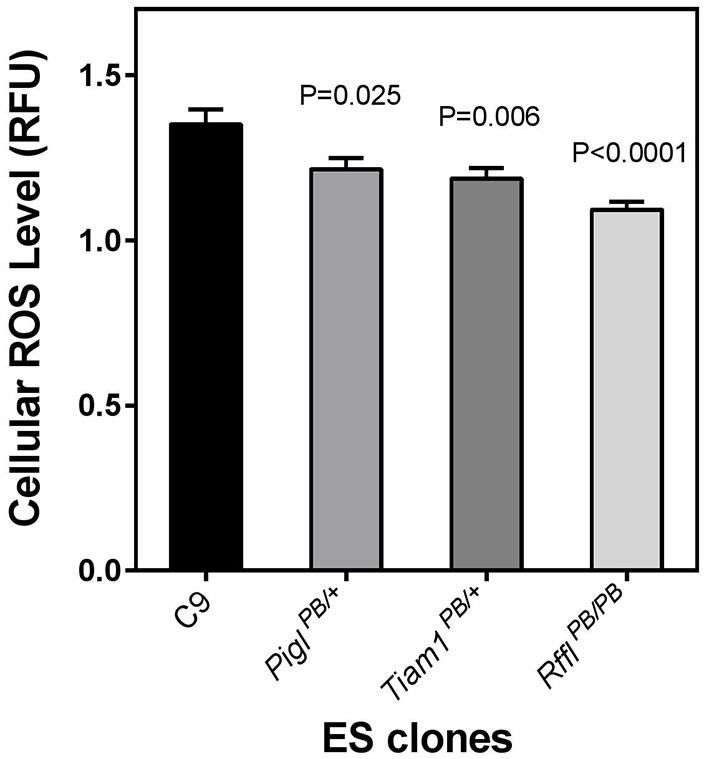 Cellular ROS Level (RFU)
1.5
1.0
0.5
0.0
P=0.025
P=0.006
P<0.0001
C9
Pigl PB/+
Tiam1 PB/+
Rffl PB/PB
ES clones